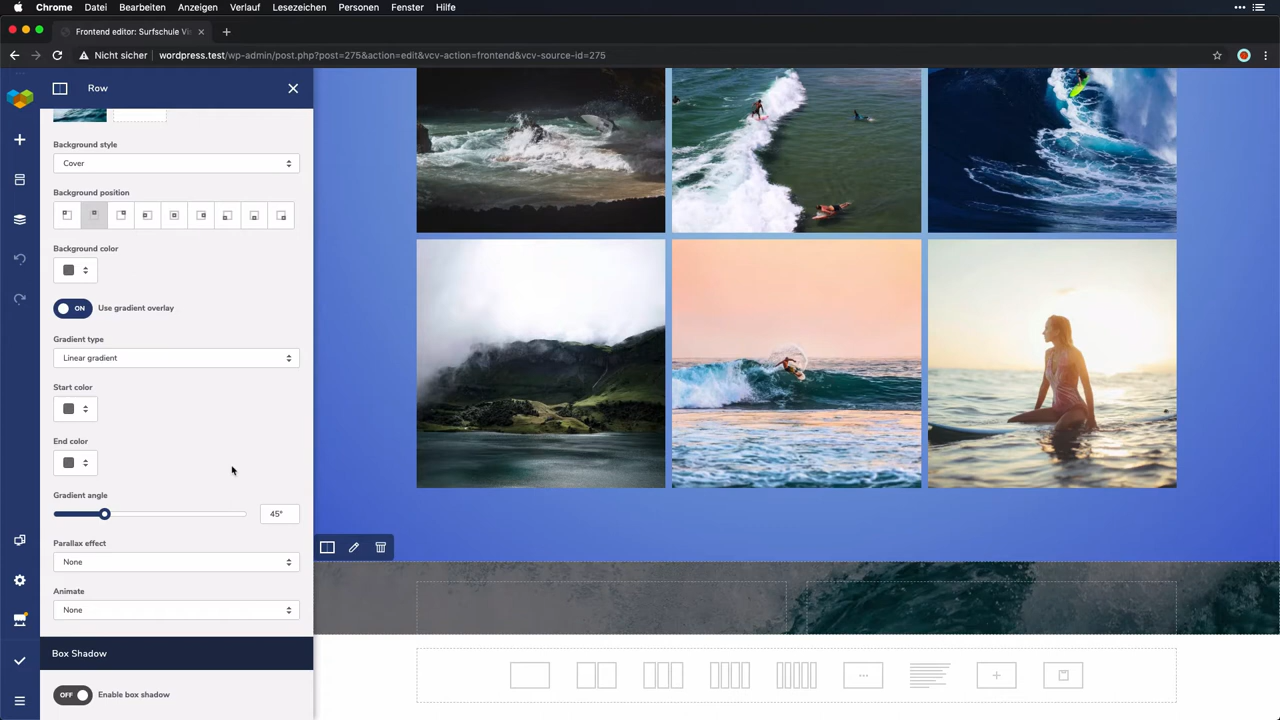 Chrome Datei Bearbeiten Anzeigen Verlauf Lesezeichen Personen Fenster Hilfe
Frontend editor: Surfschule Vi
Nicht sicher wordpress.test/wp-admin/post.php?post=275&action=edit&vcv-action=frontend&vcv-source-id=275
Row
Background style
Cover
Background position
Background color
ON Use gradient overlay
Gradient type
Linear gradient
Start color
End color
Gradient angle
45°
Parallax effect
None
Animate
None
Box Shadow
OFF Enable box shadow